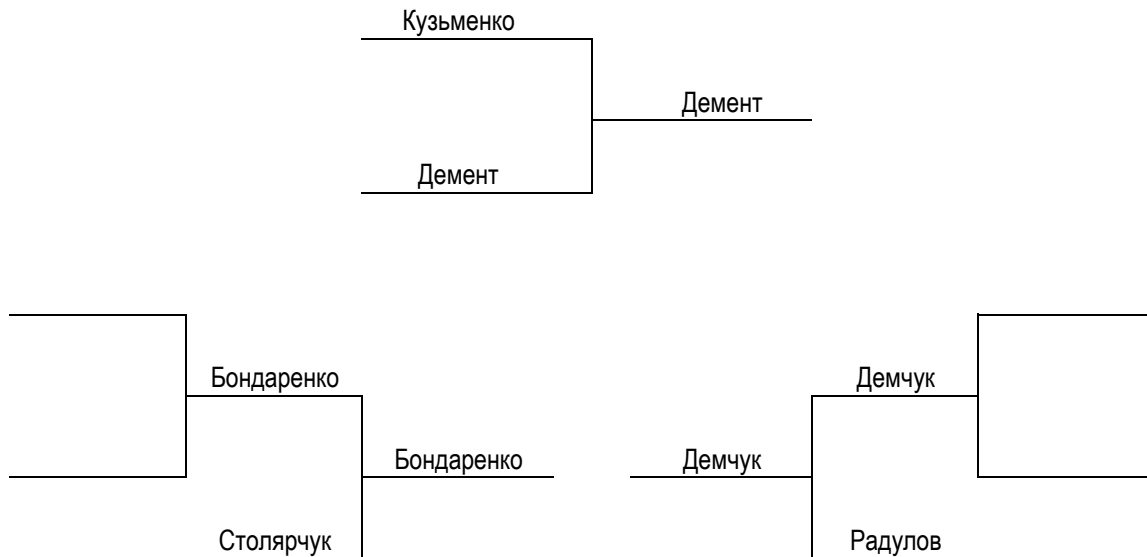 Кузьменко
Демент
Демент
Бондаренко
Демчук
Бондаренко
Демчук
Столярчук
Радулов